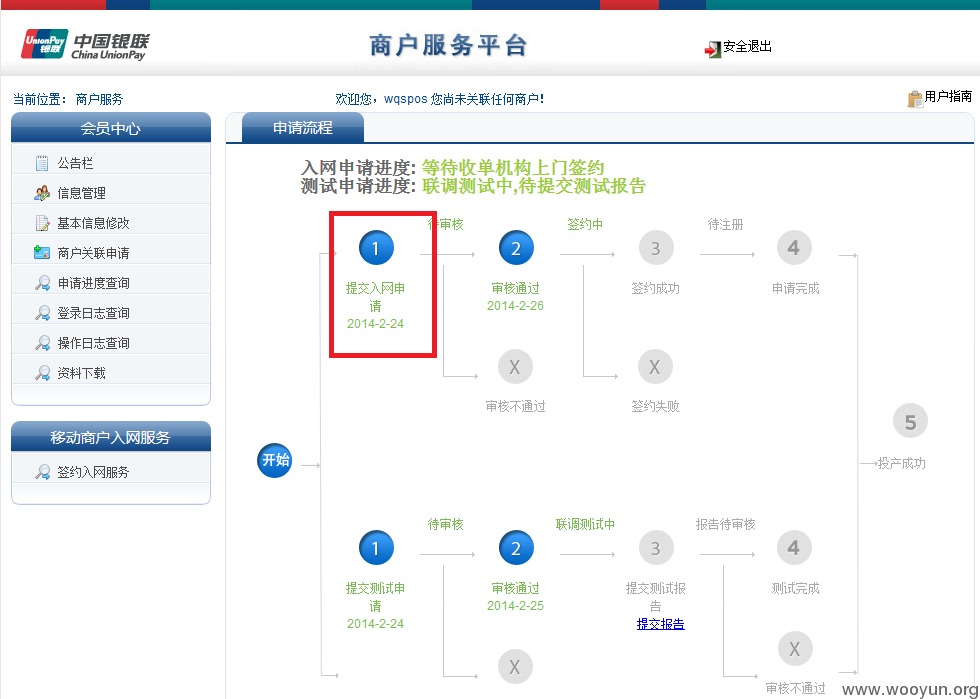 UnionPay
银联
中国银联
China UnionPay
商户服务平台
安全退出
当前位置： 商户服务
欢迎您，wqspos 您尚未关联任何商户！
用户指南
会员中心
公告栏
信息管理
基本信息修改
商户关联申请
申请进度查询
登录日志查询
操作日志查询
资料下载
移动商户入网服务
签约入网服务
申请流程
入网申请进度: 等待收单机构上门签约
测试申请进度: 联调测试中,待提交测试报告
待审核
签约中
待注册
1
2
3
4
提交入网申
请
2014-2-24
审核通过
2014-2-26
签约成功
申请完成
X
X
审核不通过
签约失败
5
投产成功
开始
待审核
联调测试中
报告待审核
1
2
3
4
提交测试申
请
2014-2-24
审核通过
2014-2-25
提交测试报
告
提交报告
测试完成
X
X
审核不通过
www.wooyun.org